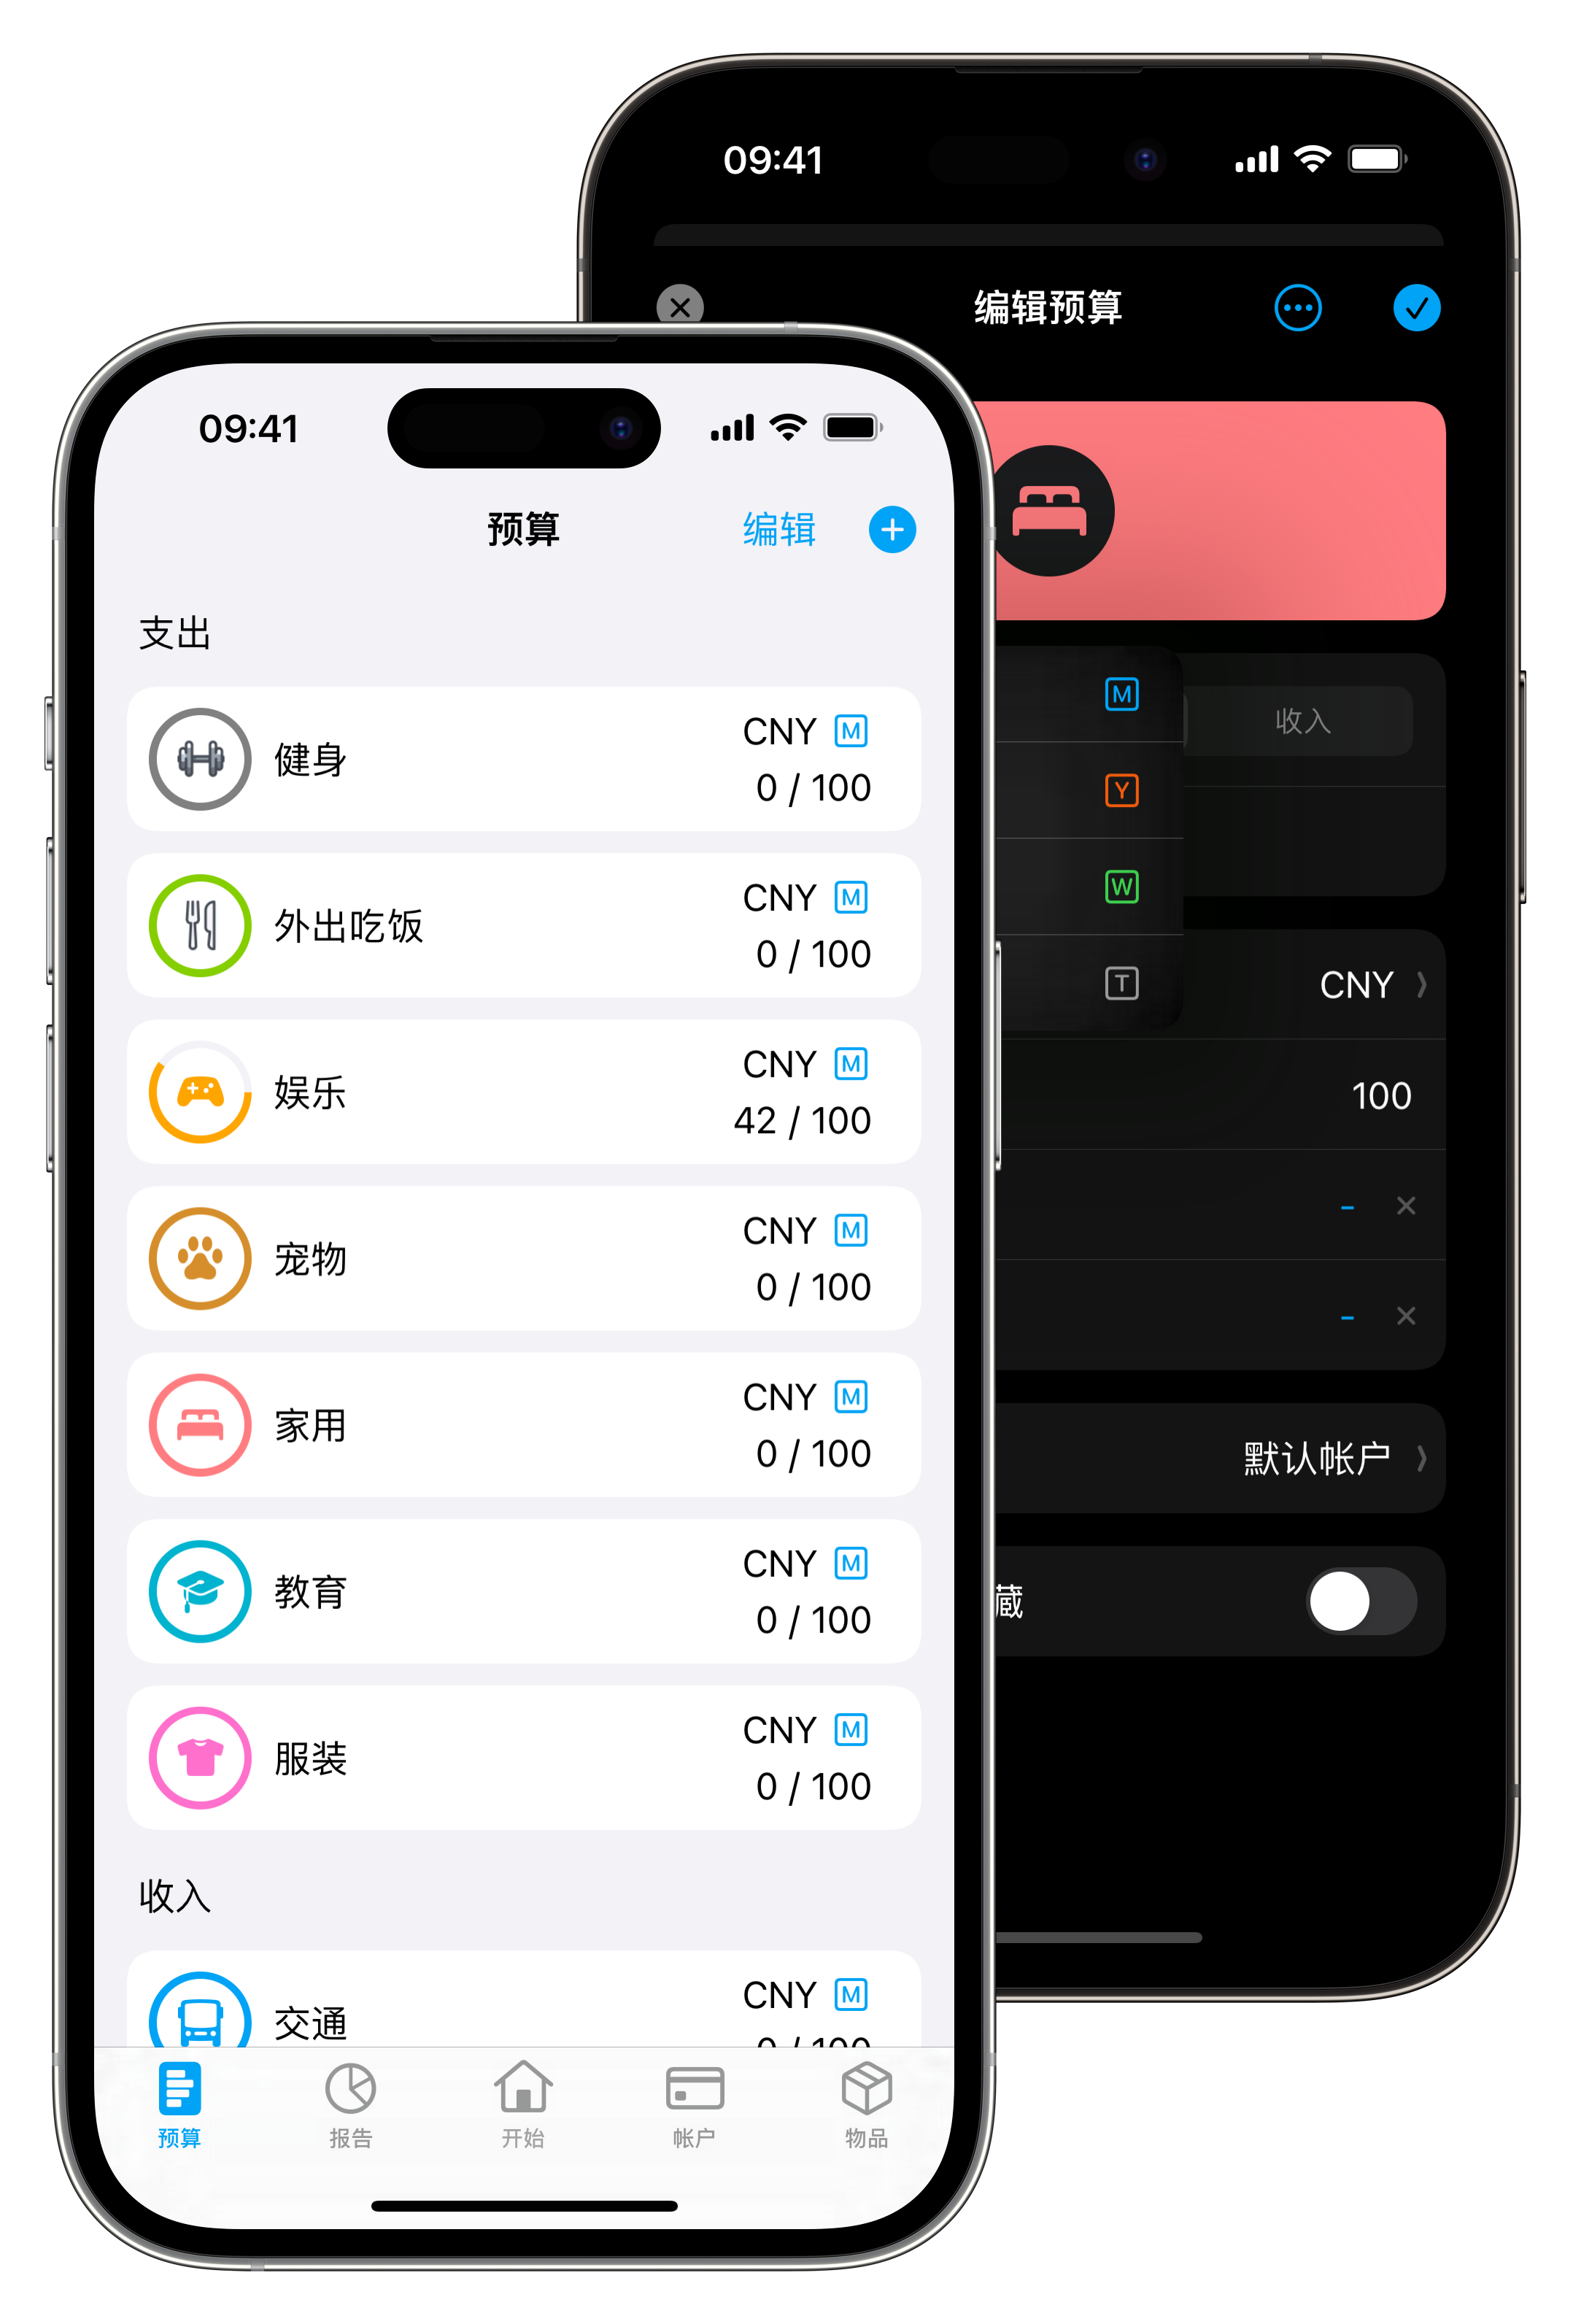 09:41
编辑预算
收入
M
Y
W
T
CNY
100
-
-
默认帐户
藏
09:41
预算
编辑
支出
健身
CNY M
0 / 100
外出吃饭
CNY M
0 / 100
娱乐
CNY M
42 / 100
宠物
CNY M
0 / 100
家用
CNY M
0 / 100
教育
CNY M
0 / 100
服装
CNY M
0 / 100
收入
交通
CNY M
0 / 100
预算
报告
开始
帐户
物品